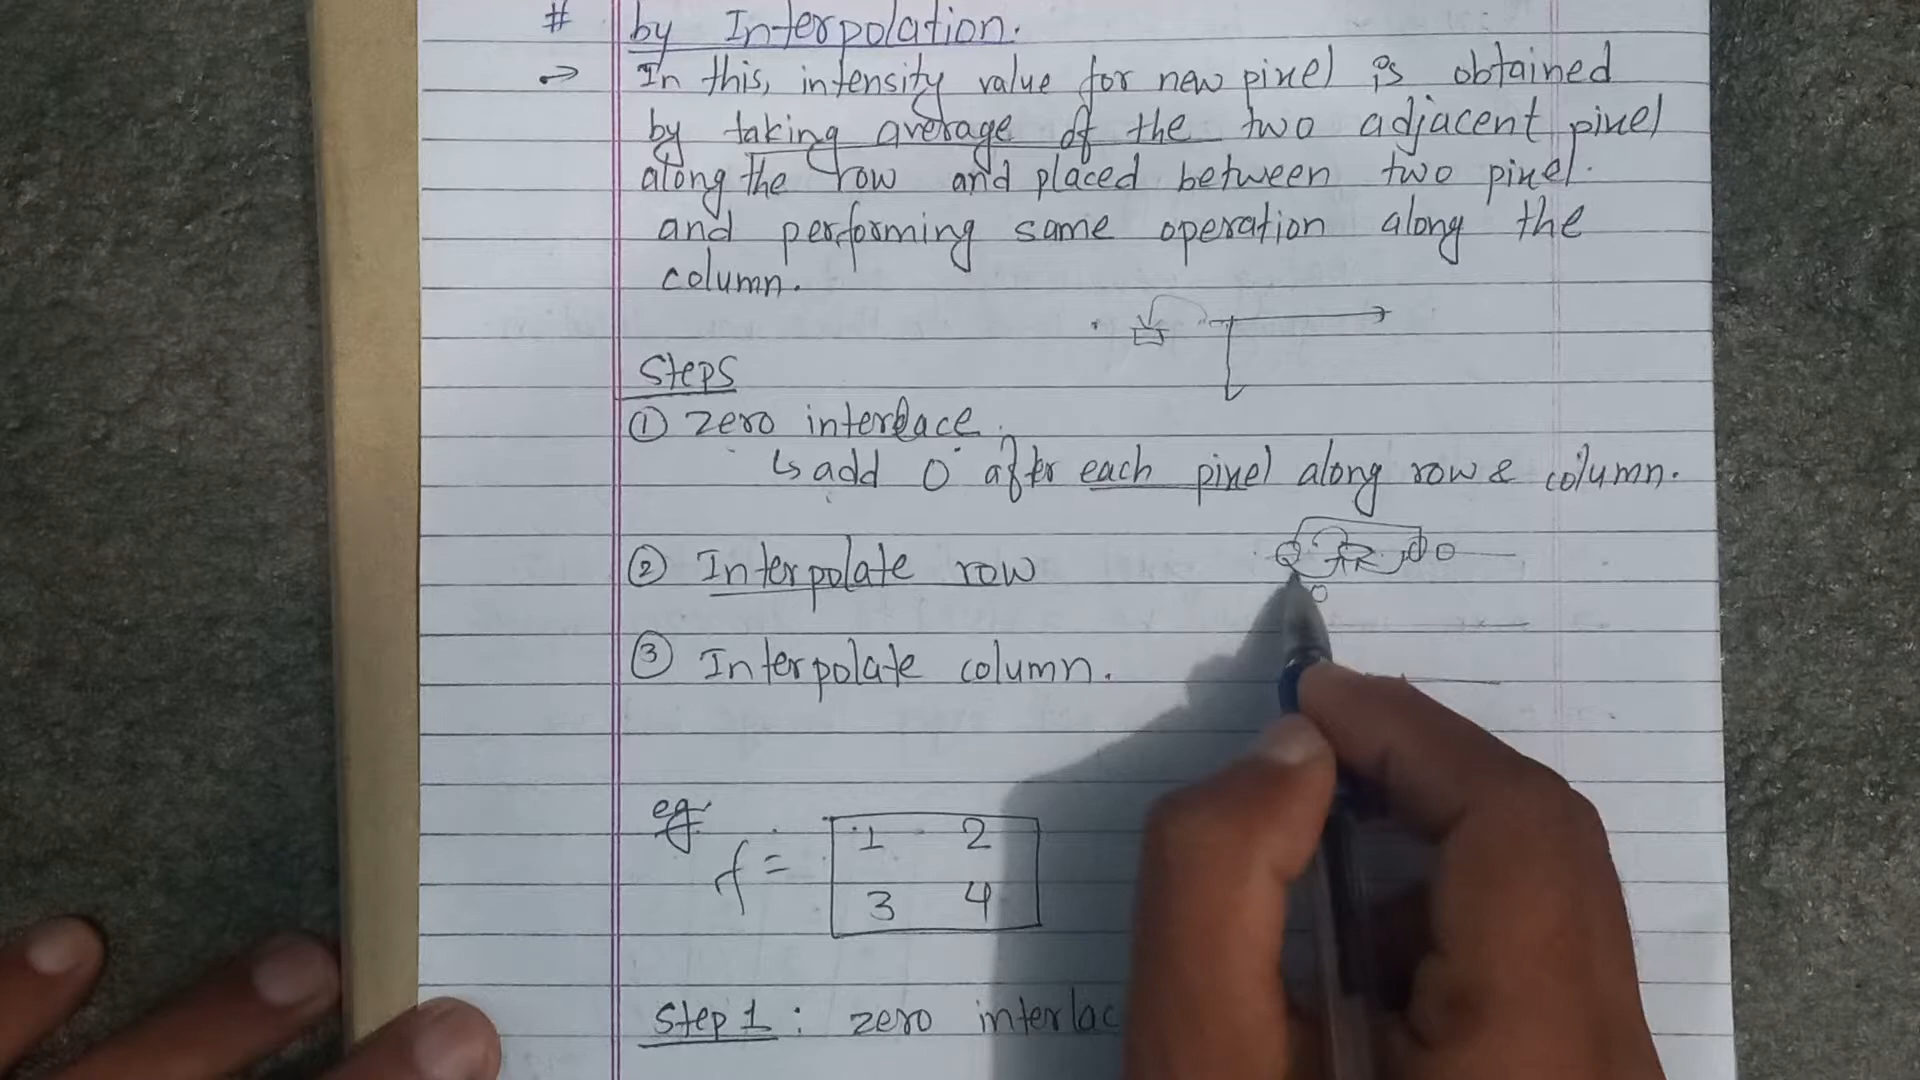 # by Interpolation.
→ In this, intensity value for new pixel is obtained
by taking average of the two adjacent pixel
along the row and placed between two pixel.
and performing same operation along the
column.
Steps
① zero interlace.
↳ add 0 after each pixel along row & column.
② Interpolate row
0 0
0
③ Interpolate column.
eg
f = 1 2
3 4
Step 1 : zero interlac